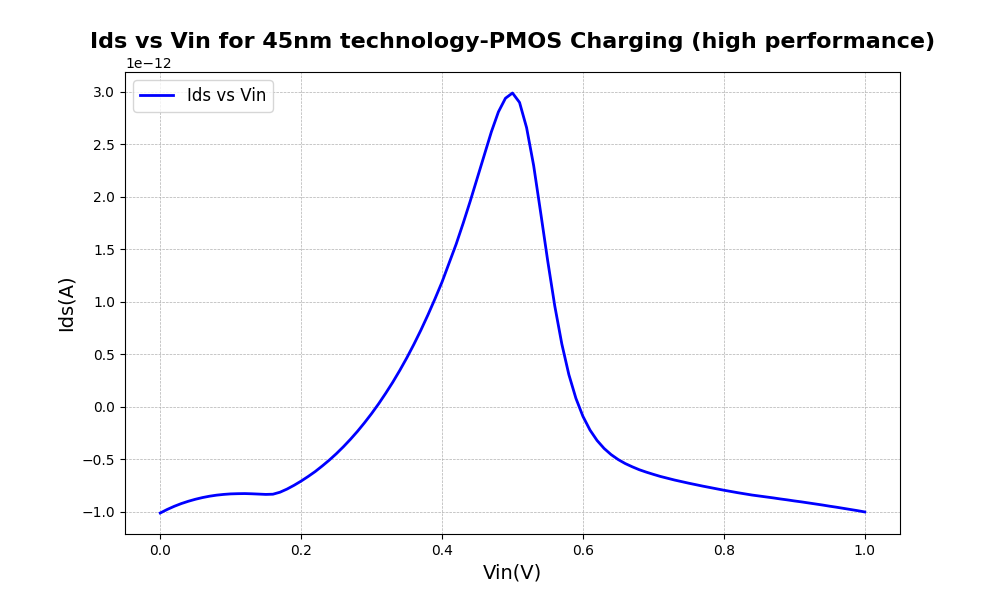 Ids vs Vin for 45nm technology-PMOS Charging (high performance)
1e−12
Ids vs Vin
3.0
2.5
2.0
1.5
1.0
0.5
0.0
−0.5
−1.0
Ids(A)
0.0 0.2 0.4 0.6 0.8 1.0
Vin(V)